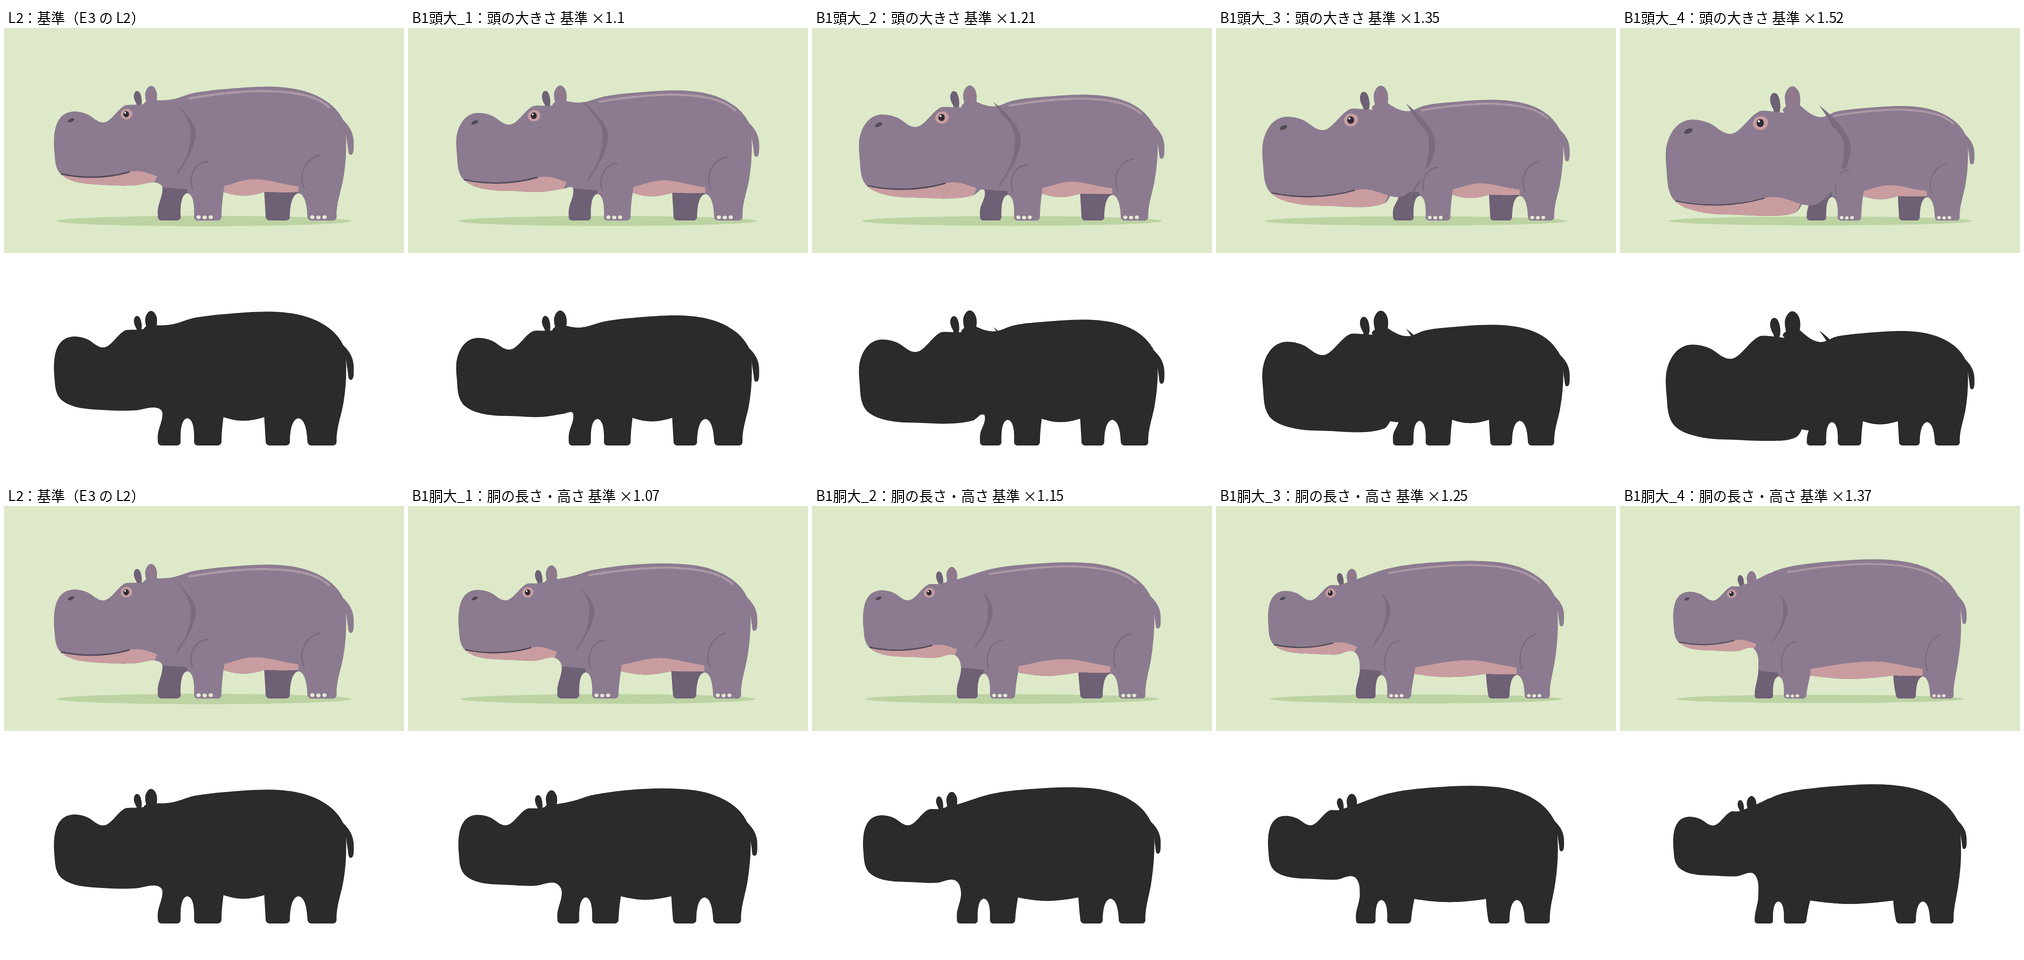 L2：基準（E3 の L2）
B1頭大_1：頭の大きさ 基準 ×1.1
B1頭大_2：頭の大きさ 基準 ×1.21
B1頭大_3：頭の大きさ 基準 ×1.35
B1頭大_4：頭の大きさ 基準 ×1.52
L2：基準（E3 の L2）
B1胴大_1：胴の長さ・高さ 基準 ×1.07
B1胴大_2：胴の長さ・高さ 基準 ×1.15
B1胴大_3：胴の長さ・高さ 基準 ×1.25
B1胴大_4：胴の長さ・高さ 基準 ×1.37